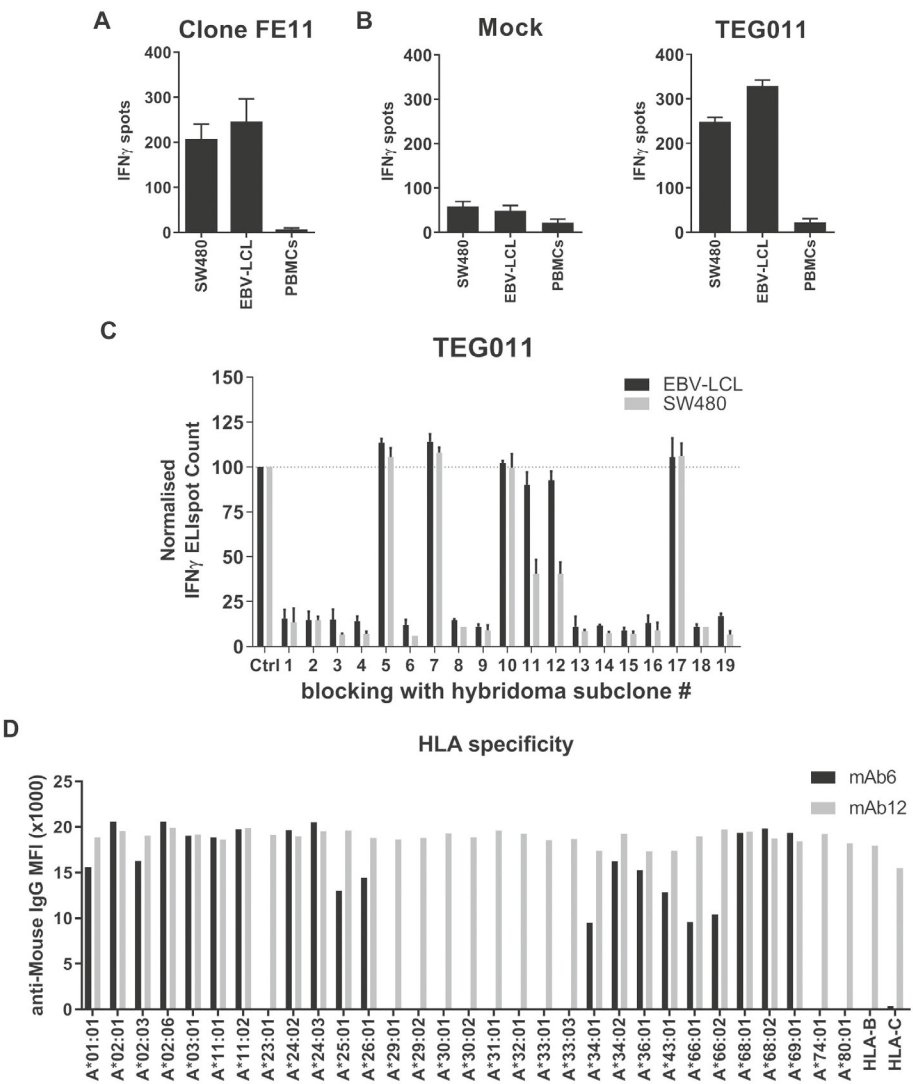 A
Clone FE11
IFNγ spots
400
300
200
100
0
SW480
EBV-LCL
PBMCs
B
Mock
IFNγ spots
400
300
200
100
0
SW480
EBV-LCL
PBMCs
TEG011
IFNγ spots
400
300
200
100
0
SW480
EBV-LCL
PBMCs
C
TEG011
Normalised
IFNγ ELIspot Count
150
125
100
75
50
25
0
EBV-LCL
SW480
Ctrl 1 2 3 4 5 6 7 8 9 10 11 12 13 14 15 16 17 18 19
blocking with hybridoma subclone #
D
HLA specificity
anti-Mouse IgG MFI (x1000)
25
20
15
10
5
0
mAb6
mAb12
A*01:01
A*02:01
A*02:03
A*02:06
A*03:01
A*11:01
A*11:02
A*23:01
A*24:02
A*24:03
A*25:01
A*26:01
A*29:01
A*29:02
A*30:01
A*30:02
A*31:01
A*32:01
A*33:01
A*33:03
A*34:01
A*34:02
A*36:01
A*43:01
A*66:01
A*66:02
A*68:01
A*68:02
A*69:01
A*74:01
A*80:01
HLA-B
HLA-C